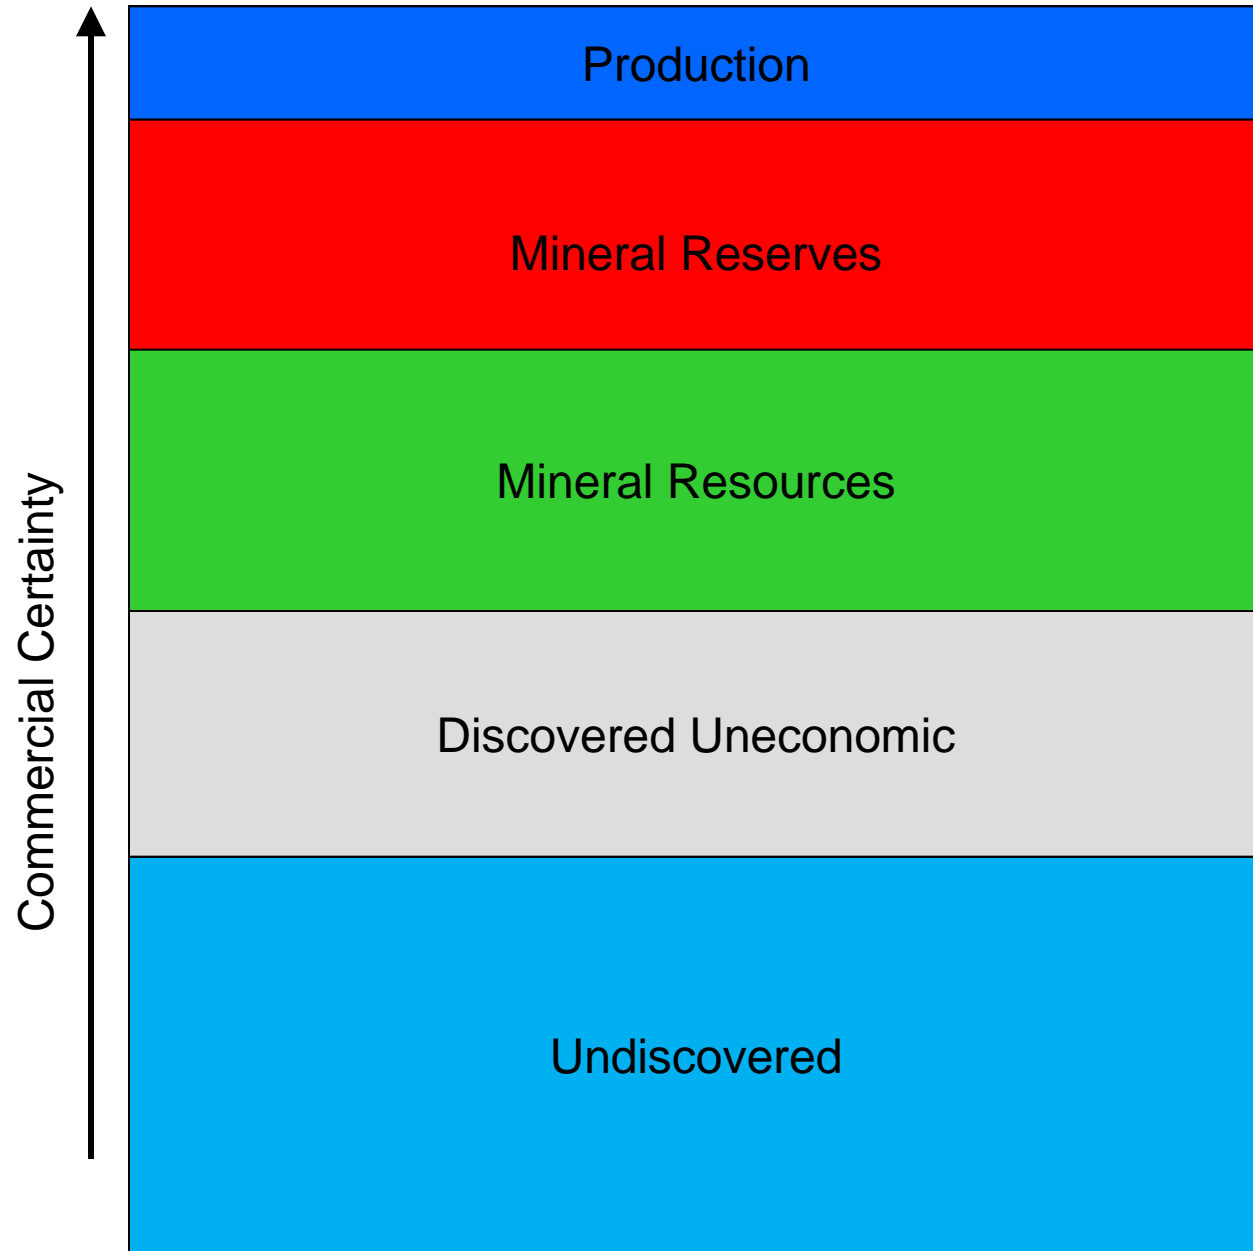 Production
Mineral Reserves
Mineral Resources
Discovered Uneconomic
Undiscovered
Commercial Certainty